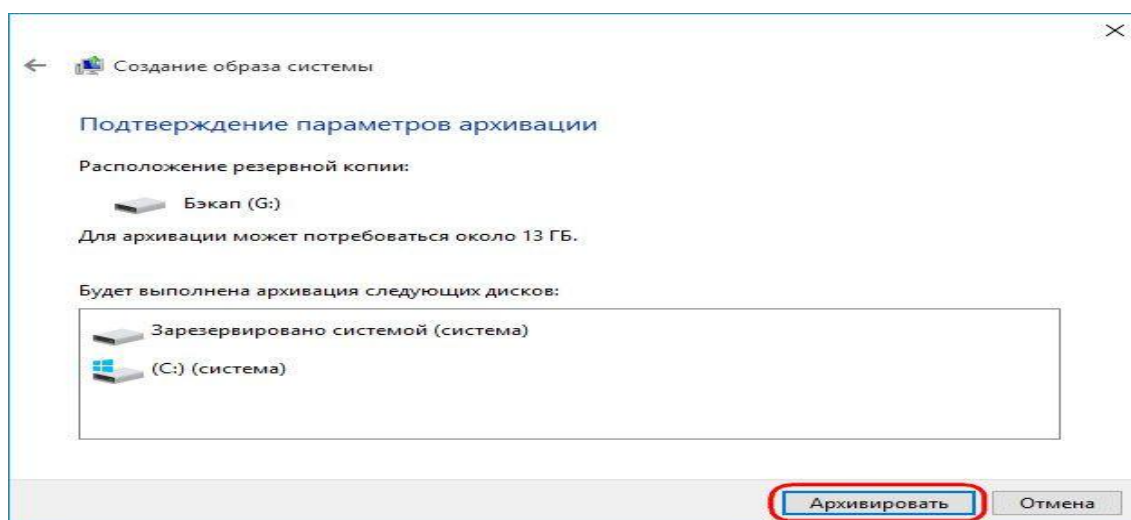 Создание образа системы
Подтверждение параметров архивации
Расположение резервной копии:
Бэкап (G:)
Для архивации может потребоваться около 13 ГБ.
Будет выполнена архивация следующих дисков:
Зарезервировано системой (система)
(C:) (система)
Архивировать Отмена